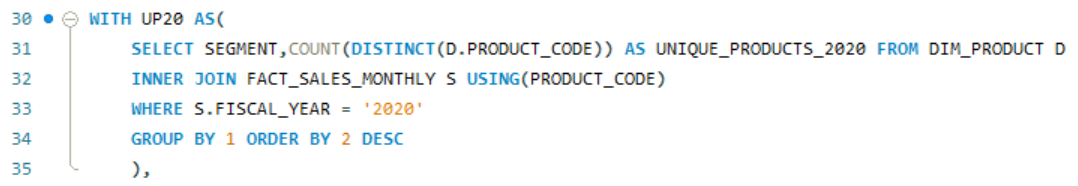 30 WITH UP20 AS(
31 SELECT SEGMENT,COUNT(DISTINCT(D.PRODUCT_CODE)) AS UNIQUE_PRODUCTS_2020 FROM DIM_PRODUCT D
32 INNER JOIN FACT_SALES_MONTHLY S USING(PRODUCT_CODE)
33 WHERE S.FISCAL_YEAR = '2020'
34 GROUP BY 1 ORDER BY 2 DESC
35 ),